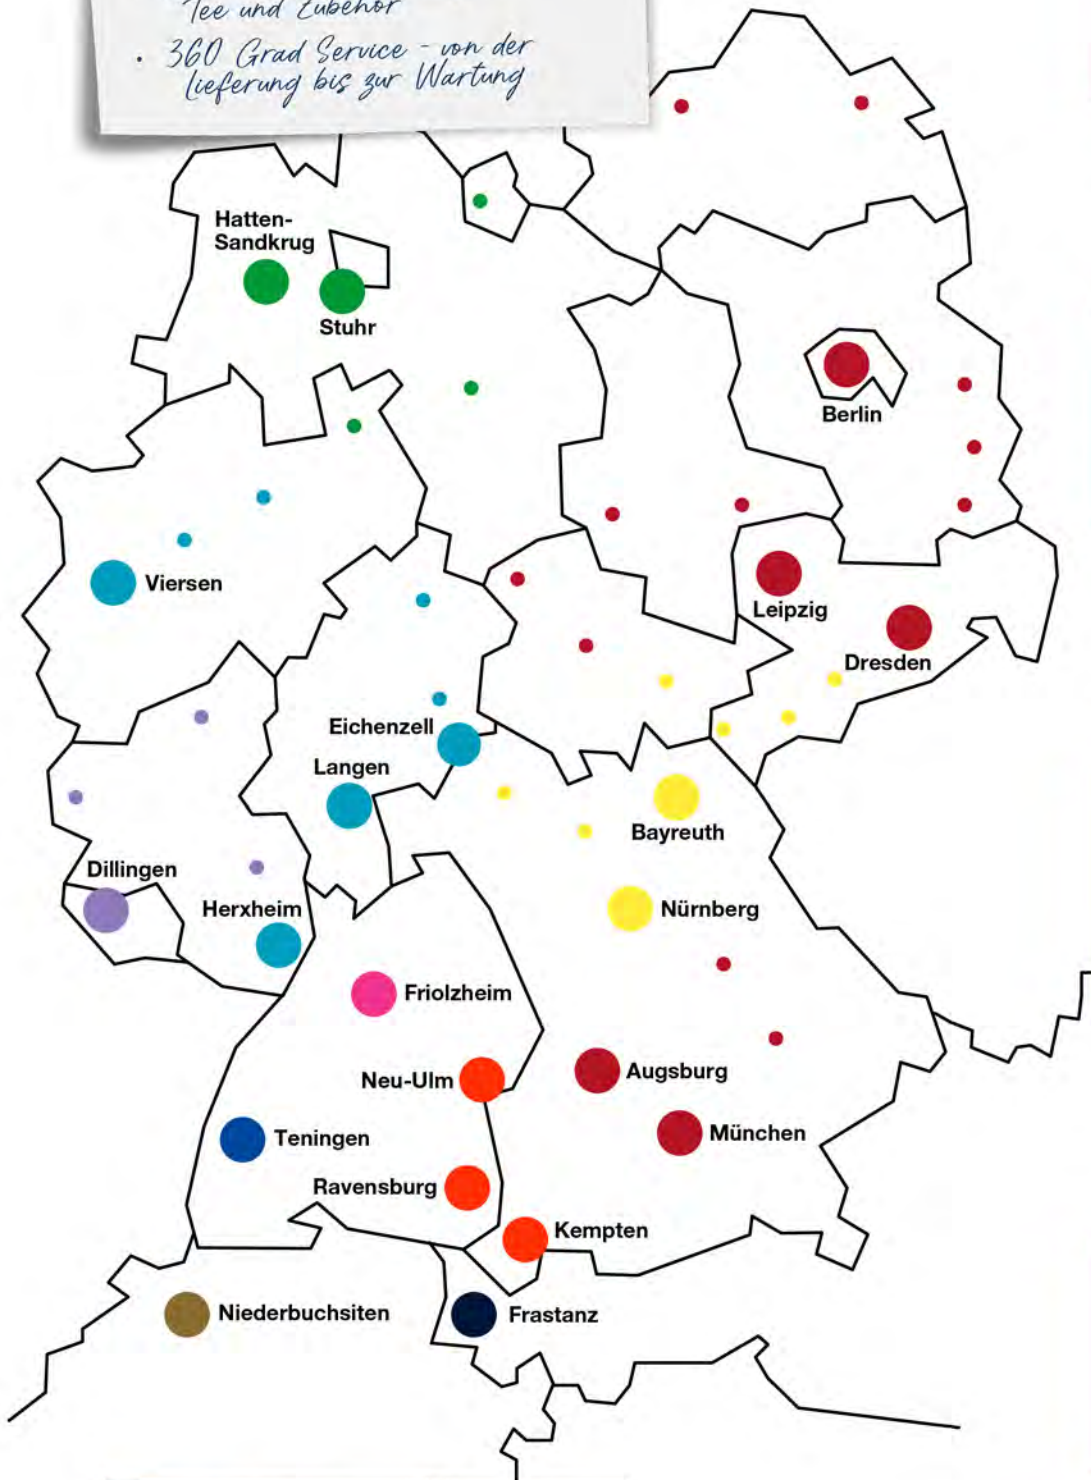 Tee und Zubehör
• 360 Grad Service - von der
Lieferung bis zur Wartung
Hatten-
Sandkrug
Stuhr
Berlin
Viersen
Leipzig
Dresden
Eichenzell
Langen
Bayreuth
Dillingen
Herxheim
Nürnberg
Friolzheim
Neu-Ulm
Augsburg
Teningen
München
Ravensburg
Kempten
Niederbuchsiten
Frastanz